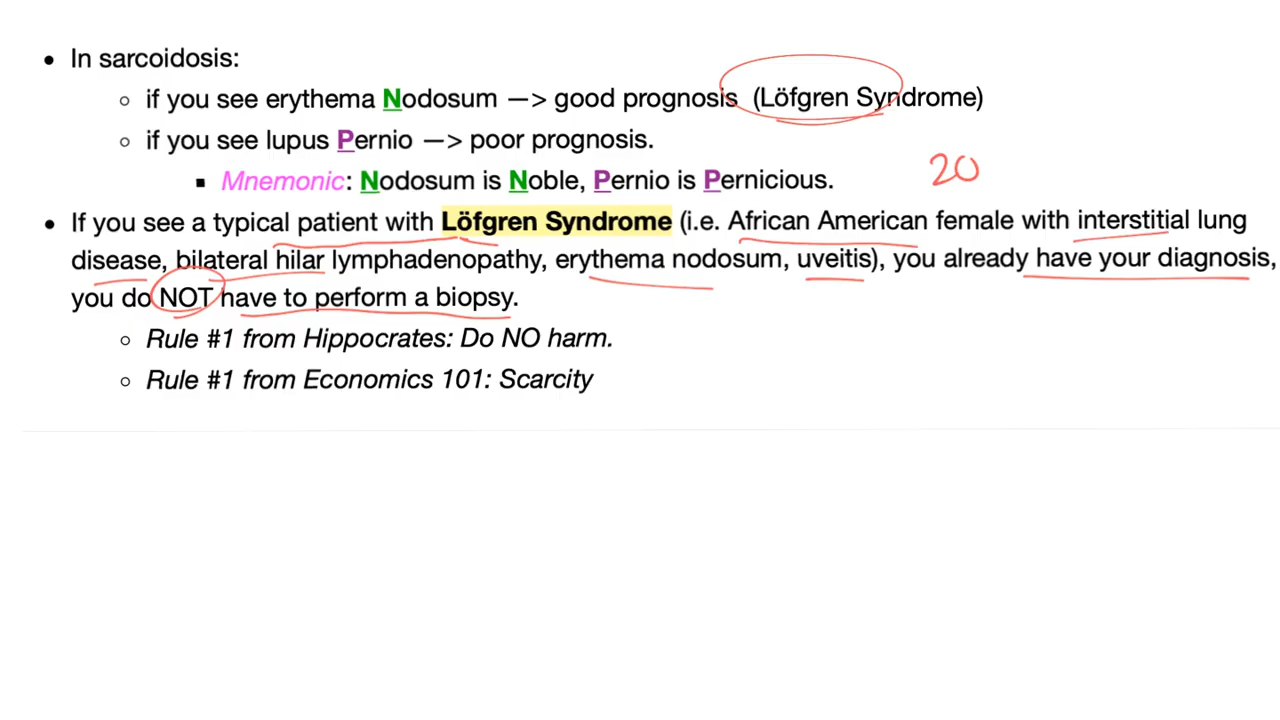 In sarcoidosis:
if you see erythema Nodosum —> good prognosis (Löfgren Syndrome)
if you see lupus Pernio —> poor prognosis.
20
Mnemonic: Nodosum is Noble, Pernio is Pernicious.
If you see a typical patient with Löfgren Syndrome (i.e. African American female with interstitial lung
disease, bilateral hilar lymphadenopathy, erythema nodosum, uveitis), you already have your diagnosis,
you do NOT have to perform a biopsy.
Rule #1 from Hippocrates: Do NO harm.
Rule #1 from Economics 101: Scarcity